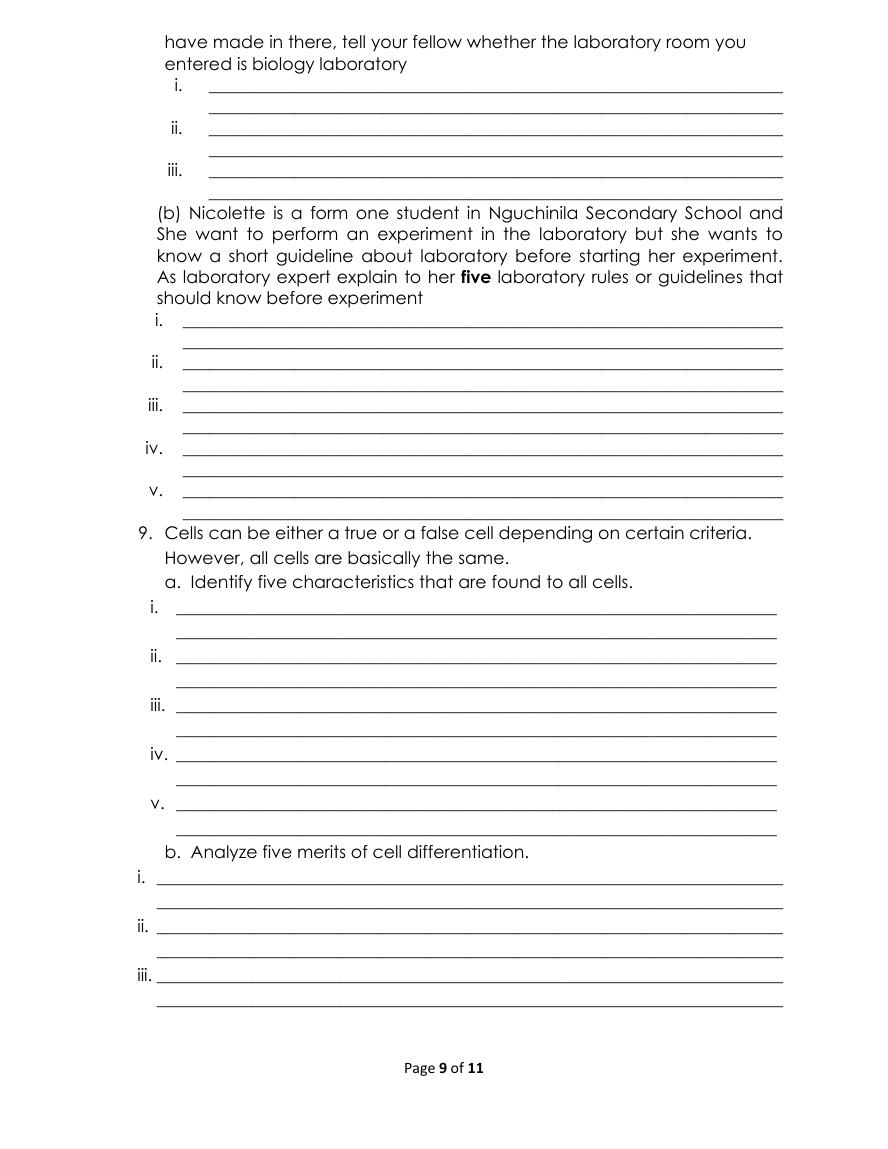 have made in there, tell your fellow whether the laboratory room you
entered is biology laboratory
i.
ii.
iii.
(b) Nicolette is a form one student in Nguchinila Secondary School and
She want to perform an experiment in the laboratory but she wants to
know a short guideline about laboratory before starting her experiment.
As laboratory expert explain to her five laboratory rules or guidelines that
should know before experiment
i.
ii.
iii.
iv.
v.
9. Cells can be either a true or a false cell depending on certain criteria.
However, all cells are basically the same.
a. Identify five characteristics that are found to all cells.
i.
ii.
iii.
iv.
v.
b. Analyze five merits of cell differentiation.
i.
ii.
iii.
Page 9 of 11